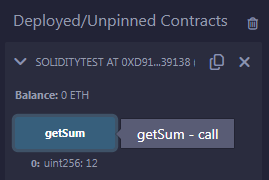 Deployed/Unpinned Contracts
SOLIDITYTEST AT 0XD91...39138 (
Balance: 0 ETH
getSum
getSum - call
0: uint256: 12